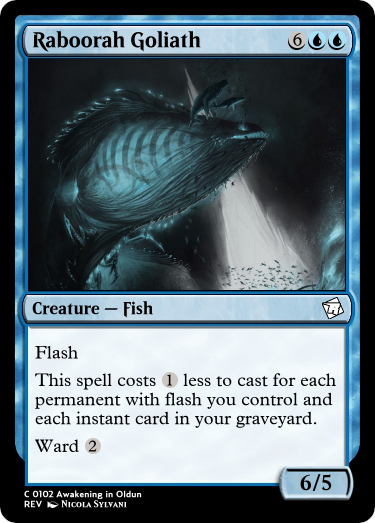 Raboorah Goliath 6
Creature — Fish
Flash
This spell costs 1 less to cast for each
permanent with flash you control and
each instant card in your graveyard.
Ward 2
6/5
C 0102 Awakening in Oldun
REV Nicola Sylvani